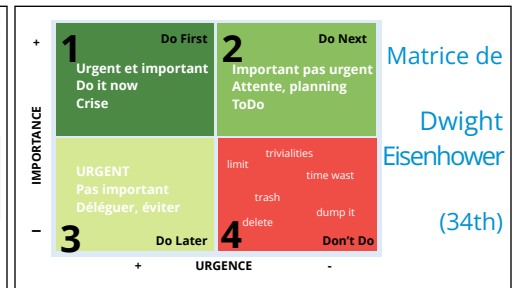 +
IMPORTANCE
–
1
Do First
Urgent et important
Do it now
Crise
2
Do Next
Important pas urgent
Attente, planning
ToDo
URGENT
Pas important
Déléguer, éviter
3
Do Later
trivialities
limit
time wast
trash
dump it
delete
4
Don't Do
+ URGENCE -
Matrice de
Dwight
Eisenhower
(34th)